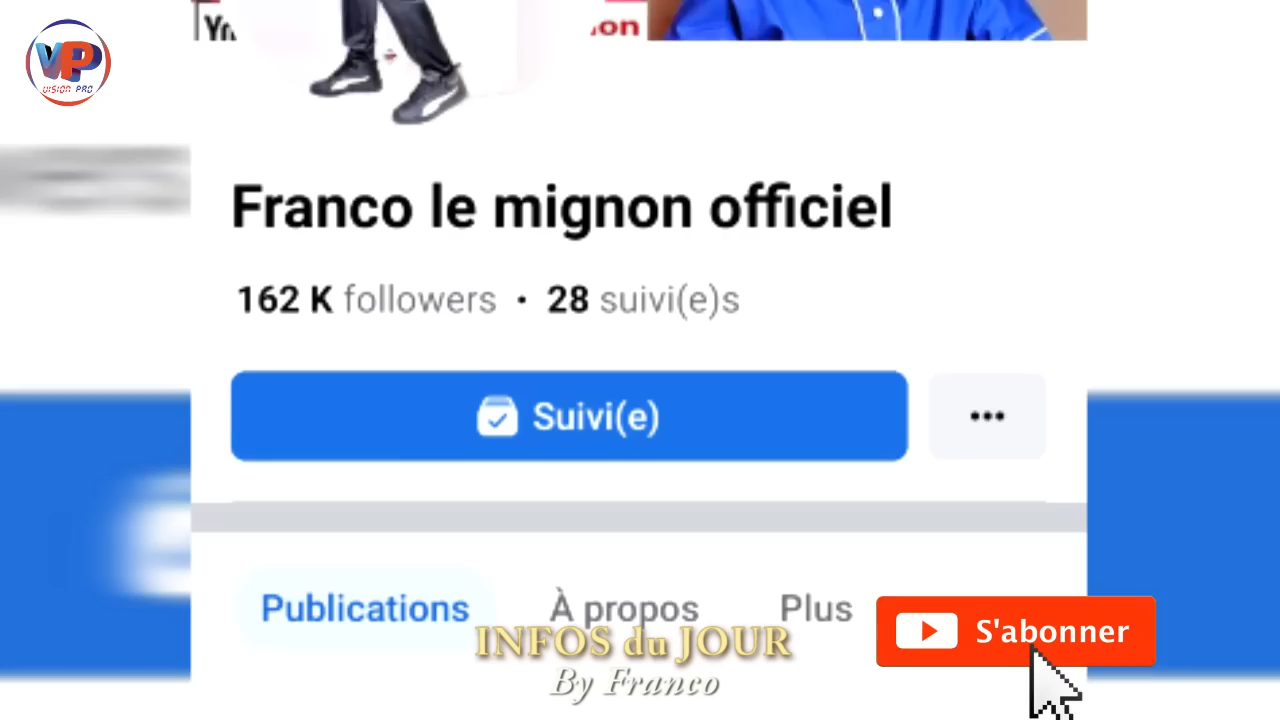 VP
VISION PRO
Franco le mignon officiel
162 K followers • 28 suivi(e)s
Suivi(e)
Publications À propos Plus
S'abonner
INFOS du JOUR
By Franco